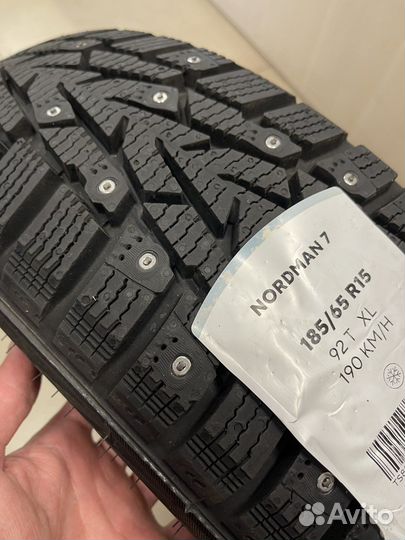 NORDMAN 7
185/65 R15
92 T XL
190 KM/H
Avito